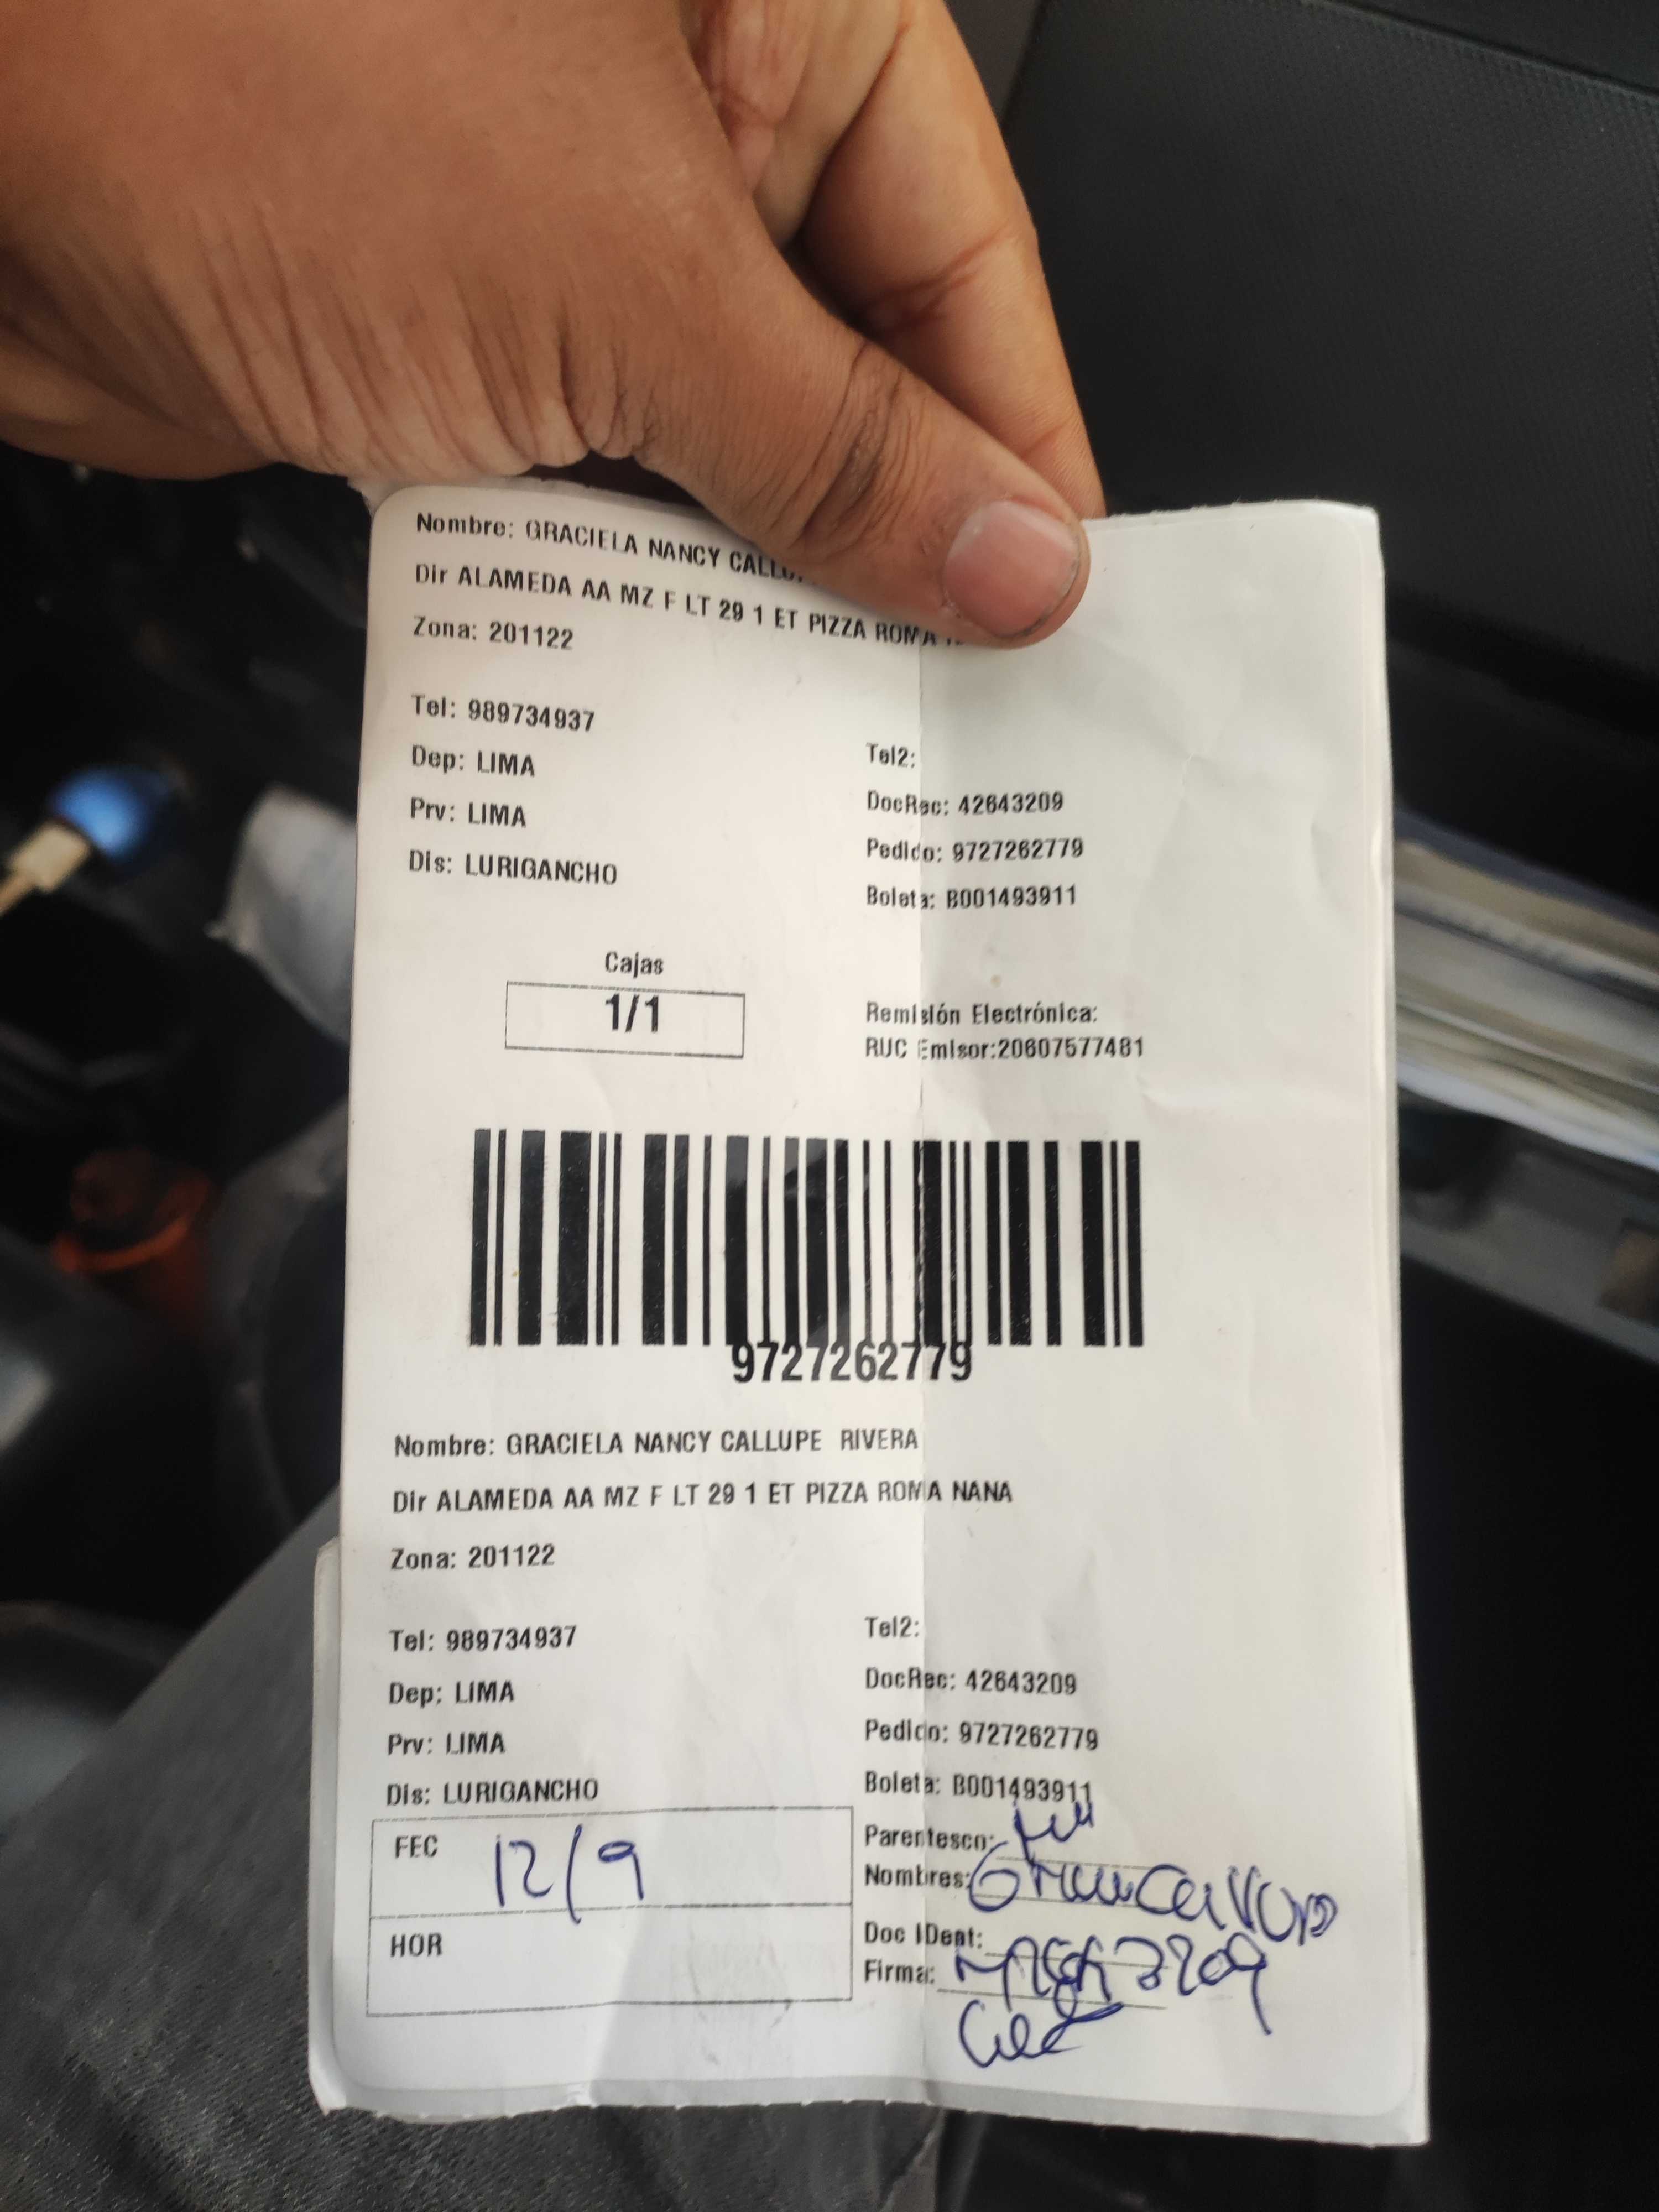 Nombre: GRACIELA NANCY
Dir ALAMEDA AA MZ F LT 29 1 ET PIZZA ROMA
Zona: 201122
Tel: 989734937
Tel2:
Dep: LIMA
DocRec: 42643209
Prv: LIMA
Pedido: 9727262779
Dis: LURIGANCHO
Boleta: B001493911
Cajas
1/1
Remisión Electrónica:
RUC Emisor:20607577481
9727262779
Nombre: GRACIELA NANCY CALLUPE RIVERA
Dir ALAMEDA AA MZ F LT 29 1 ET PIZZA ROMA NANA
Zona: 201122
Tel: 989734937
Tel2:
Dep: LIMA
DocRec: 42643209
Prv: LIMA
Pedido: 9727262779
Dis: LURIGANCHO
Boleta: B001493911
FEC 12/9
Parentesco:
Nombres:
HOR
Doc IDent:
Firma: